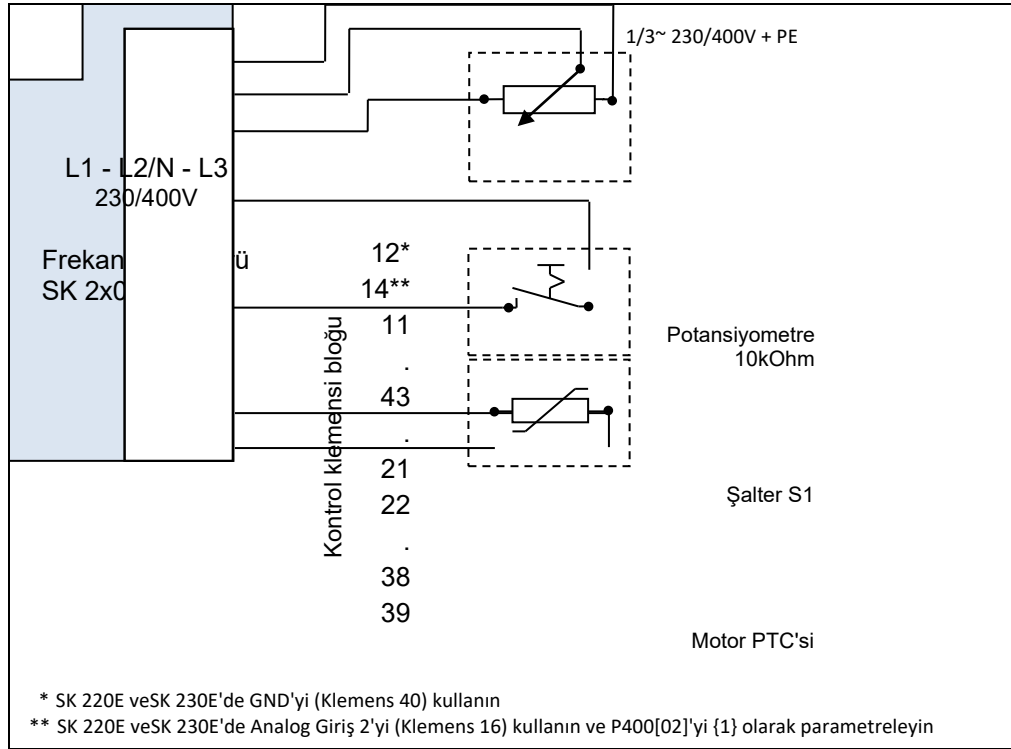 1/3~ 230/400V + PE
L1 - L2/N - L3
230/400V
Frekan ü
SK 2x0
Kontrol klemensi bloğu
12*
14**
11
.
43
.
21
22
.
38
39
Potansiyometre
10kOhm
Şalter S1
Motor PTC'si
* SK 220E veSK 230E'de GND'yi (Klemens 40) kullanın
** SK 220E veSK 230E'de Analog Giriş 2'yi (Klemens 16) kullanın ve P400[02]'yi {1} olarak parametreleyin